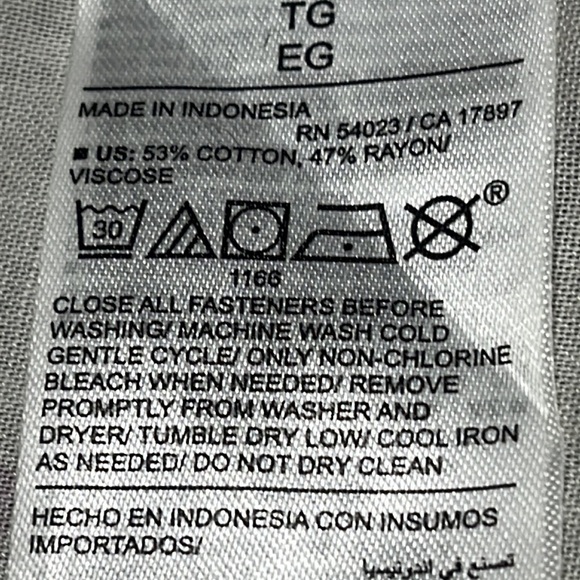 TG
EG
MADE IN INDONESIA
RN 54023 / CA 17897
■ US: 53% COTTON, 47% RAYON/
VISCOSE
30
®
1166
CLOSE ALL FASTENERS BEFORE
WASHING/ MACHINE WASH COLD
GENTLE CYCLE/ ONLY NON-CHLORINE
BLEACH WHEN NEEDED/ REMOVE
PROMPTLY FROM WASHER AND
DRYER/ TUMBLE DRY LOW/ COOL IRON
AS NEEDED/ DO NOT DRY CLEAN
HECHO EN INDONESIA CON INSUMOS
IMPORTADOS/
تصنع في اندونيسيا